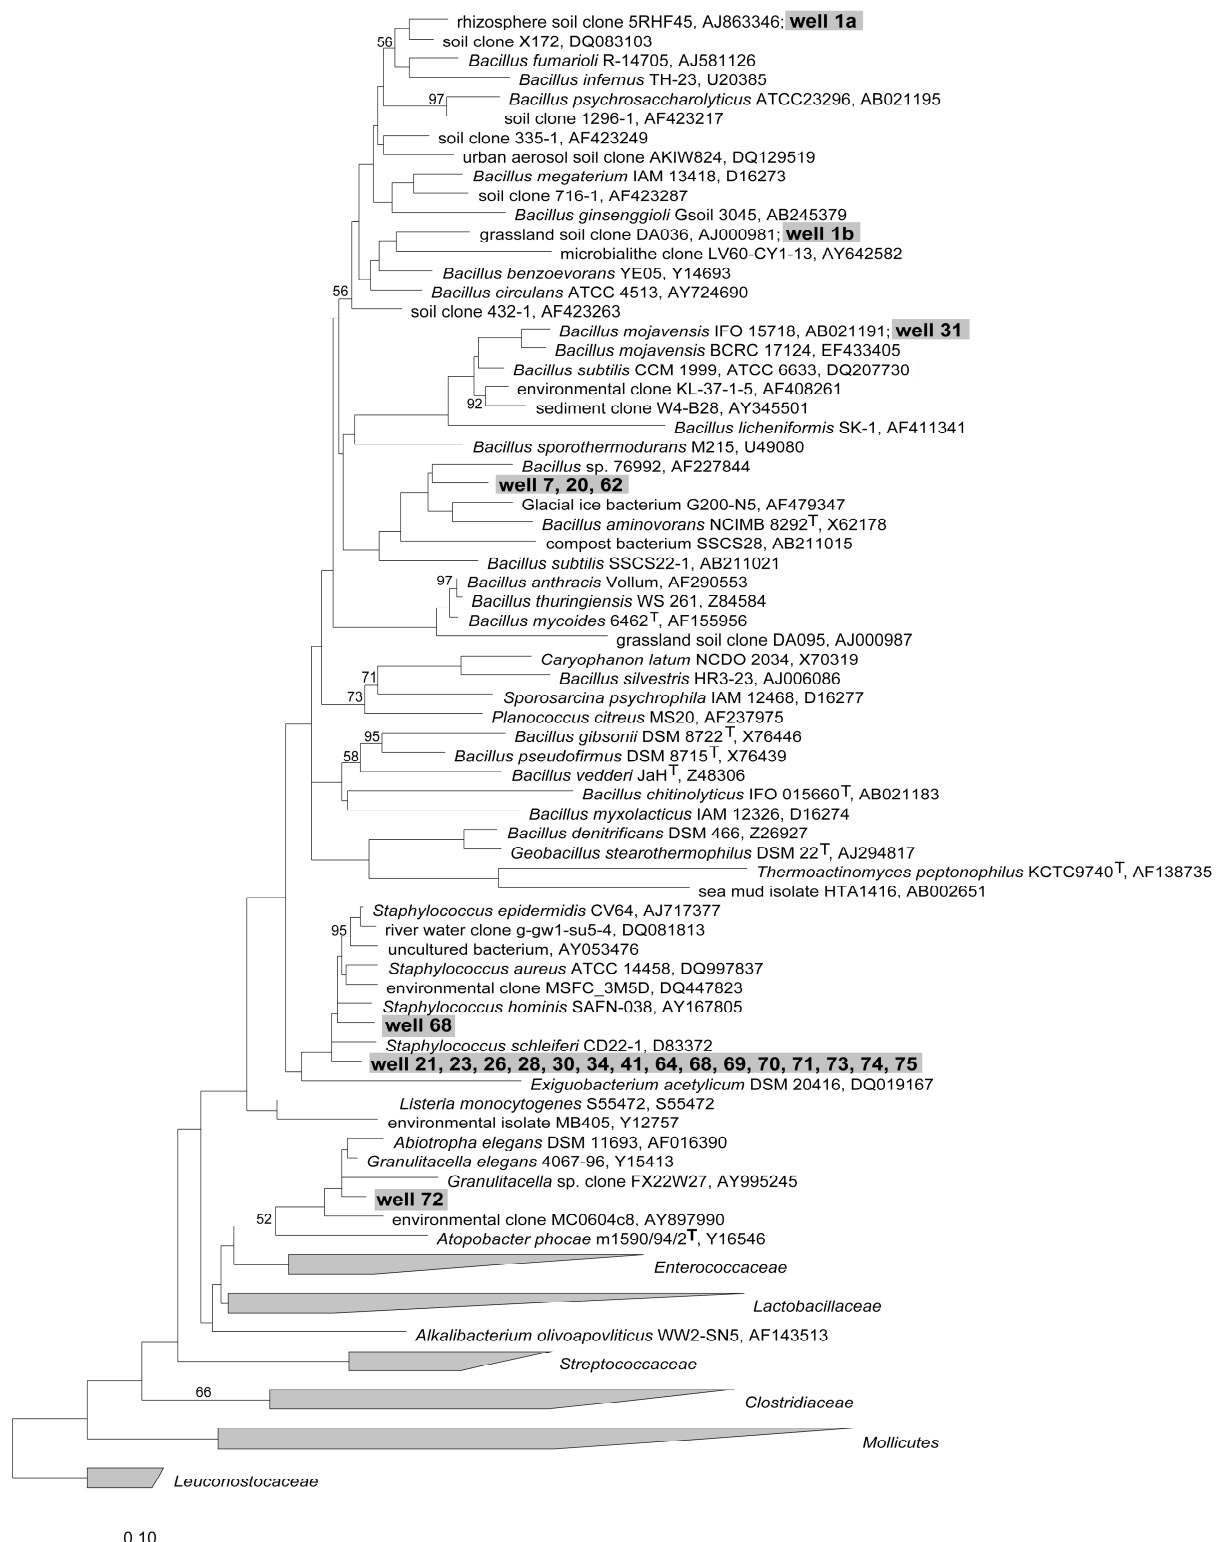 rhizosphere soil clone 5RHF45, AJ863346; well 1a
56
soil clone X172, DQ083103
Bacillus fumarioli R-14705, AJ581126
Bacillus infernus TH-23, U20385
97
Bacillus psychrosaccharolyticus ATCC23296, AB021195
soil clone 1296-1, AF423217
soil clone 335-1, AF423249
urban aerosol soil clone AKIW824, DQ129519
Bacillus megaterium IAM 13418, D16273
soil clone 716-1, AF423287
Bacillus ginsenggioli Gsoil 3045, AB245379
grassland soil clone DA036, AJ000981; well 1b
microbialithe clone LV60-CY1-13, AY642582
Bacillus benzoevorans YE05, Y14693
56
Bacillus circulans ATCC 4513, AY724690
soil clone 432-1, AF423263
Bacillus mojavensis IFO 15718, AB021191; well 31
Bacillus mojavensis BCRC 17124, EF433405
Bacillus subtilis CCM 1999, ATCC 6633, DQ207730
environmental clone KL-37-1-5, AF408261
92
sediment clone W4-B28, AY345501
Bacillus licheniformis SK-1, AF411341
Bacillus sporothermodurans M215, U49080
Bacillus sp. 76992, AF227844
well 7, 20, 62
Glacial ice bacterium G200-N5, AF479347
Bacillus aminovorans NCIMB 8292T, X62178
compost bacterium SSCS28, AB211015
Bacillus subtilis SSCS22-1, AB211021
97
Bacillus anthracis Vollum, AF290553
Bacillus thuringiensis WS 261, Z84584
Bacillus mycoides 6462T, AF155956
grassland soil clone DA095, AJ000987
Caryophanon latum NCDO 2034, X70319
71
Bacillus silvestris HR3-23, AJ006086
73
Sporosarcina psychrophila IAM 12468, D16277
Planococcus citreus MS20, AF237975
95
Bacillus gibsonii DSM 8722T, X76446
58
Bacillus pseudofirmus DSM 8715T, X76439
Bacillus vedderi JaHT, Z48306
Bacillus chitinolyticus IFO 015660T, AB021183
Bacillus myxolacticus IAM 12326, D16274
Bacillus denitrificans DSM 466, Z26927
Geobacillus stearothermophilus DSM 22T, AJ294817
Thermoactinomyces peptonophilus KCTC9740T, AF138735
sea mud isolate HTA1416, AB002651
Staphylococcus epidermidis CV64, AJ717377
95
river water clone g-gw1-su5-4, DQ081813
uncultured bacterium, AY053476
Staphylococcus aureus ATCC 14458, DQ997837
environmental clone MSFC_3M5D, DQ447823
Staphylococcus hominis SAFN-038, AY167805
well 68
Staphylococcus schleiferi CD22-1, D83372
well 21, 23, 26, 28, 30, 34, 41, 64, 68, 69, 70, 71, 73, 74, 75
Exiguobacterium acetylicum DSM 20416, DQ019167
Listeria monocytogenes S55472, S55472
environmental isolate MB405, Y12757
Abiotropha elegans DSM 11693, AF016390
Granulitacella elegans 4067-96, Y15413
Granulitacella sp. clone FX22W27, AY995245
well 72
52
environmental clone MC0604c8, AY897990
Atopobacter phocae m1590/94/2T, Y16546
Enterococcaceae
Lactobacillaceae
Alkalibacterium olivoapovliticus WW2-SN5, AF143513
Streptococcaceae
66
Clostridiaceae
Mollicutes
Leuconostocaceae
0.10